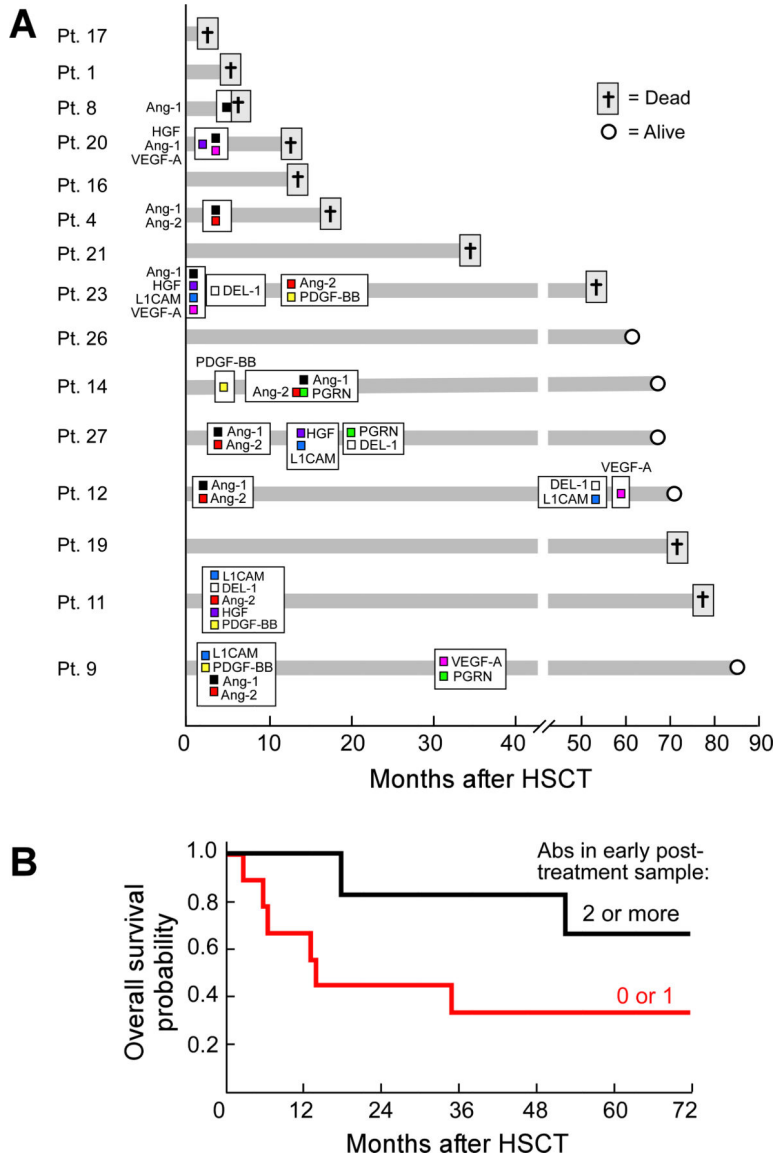 A
Pt. 17
Pt. 1
Pt. 8
Ang-1
Pt. 20
HGF
Ang-1
VEGF-A
Pt. 16
Pt. 4
Ang-1
Ang-2
Pt. 21
Pt. 23
Ang-1
HGF
L1CAM
VEGF-A
DEL-1
Ang-2
PDGF-BB
Pt. 26
Pt. 14
PDGF-BB
Ang-1
Ang-2
PGRN
Pt. 27
Ang-1
Ang-2
HGF
L1CAM
PGRN
DEL-1
Pt. 12
Ang-1
Ang-2
DEL-1
L1CAM
VEGF-A
Pt. 19
Pt. 11
L1CAM
DEL-1
Ang-2
HGF
PDGF-BB
Pt. 9
L1CAM
PDGF-BB
Ang-1
Ang-2
VEGF-A
PGRN
= Dead
= Alive
0 10 20 30 40 50 60 70 80 90
Months after HSCT
B
Overall survival
probability
1.0
0.8
0.6
0.4
0.2
Abs in early post-
treatment sample:
2 or more
0 or 1
0 12 24 36 48 60 72
Months after HSCT